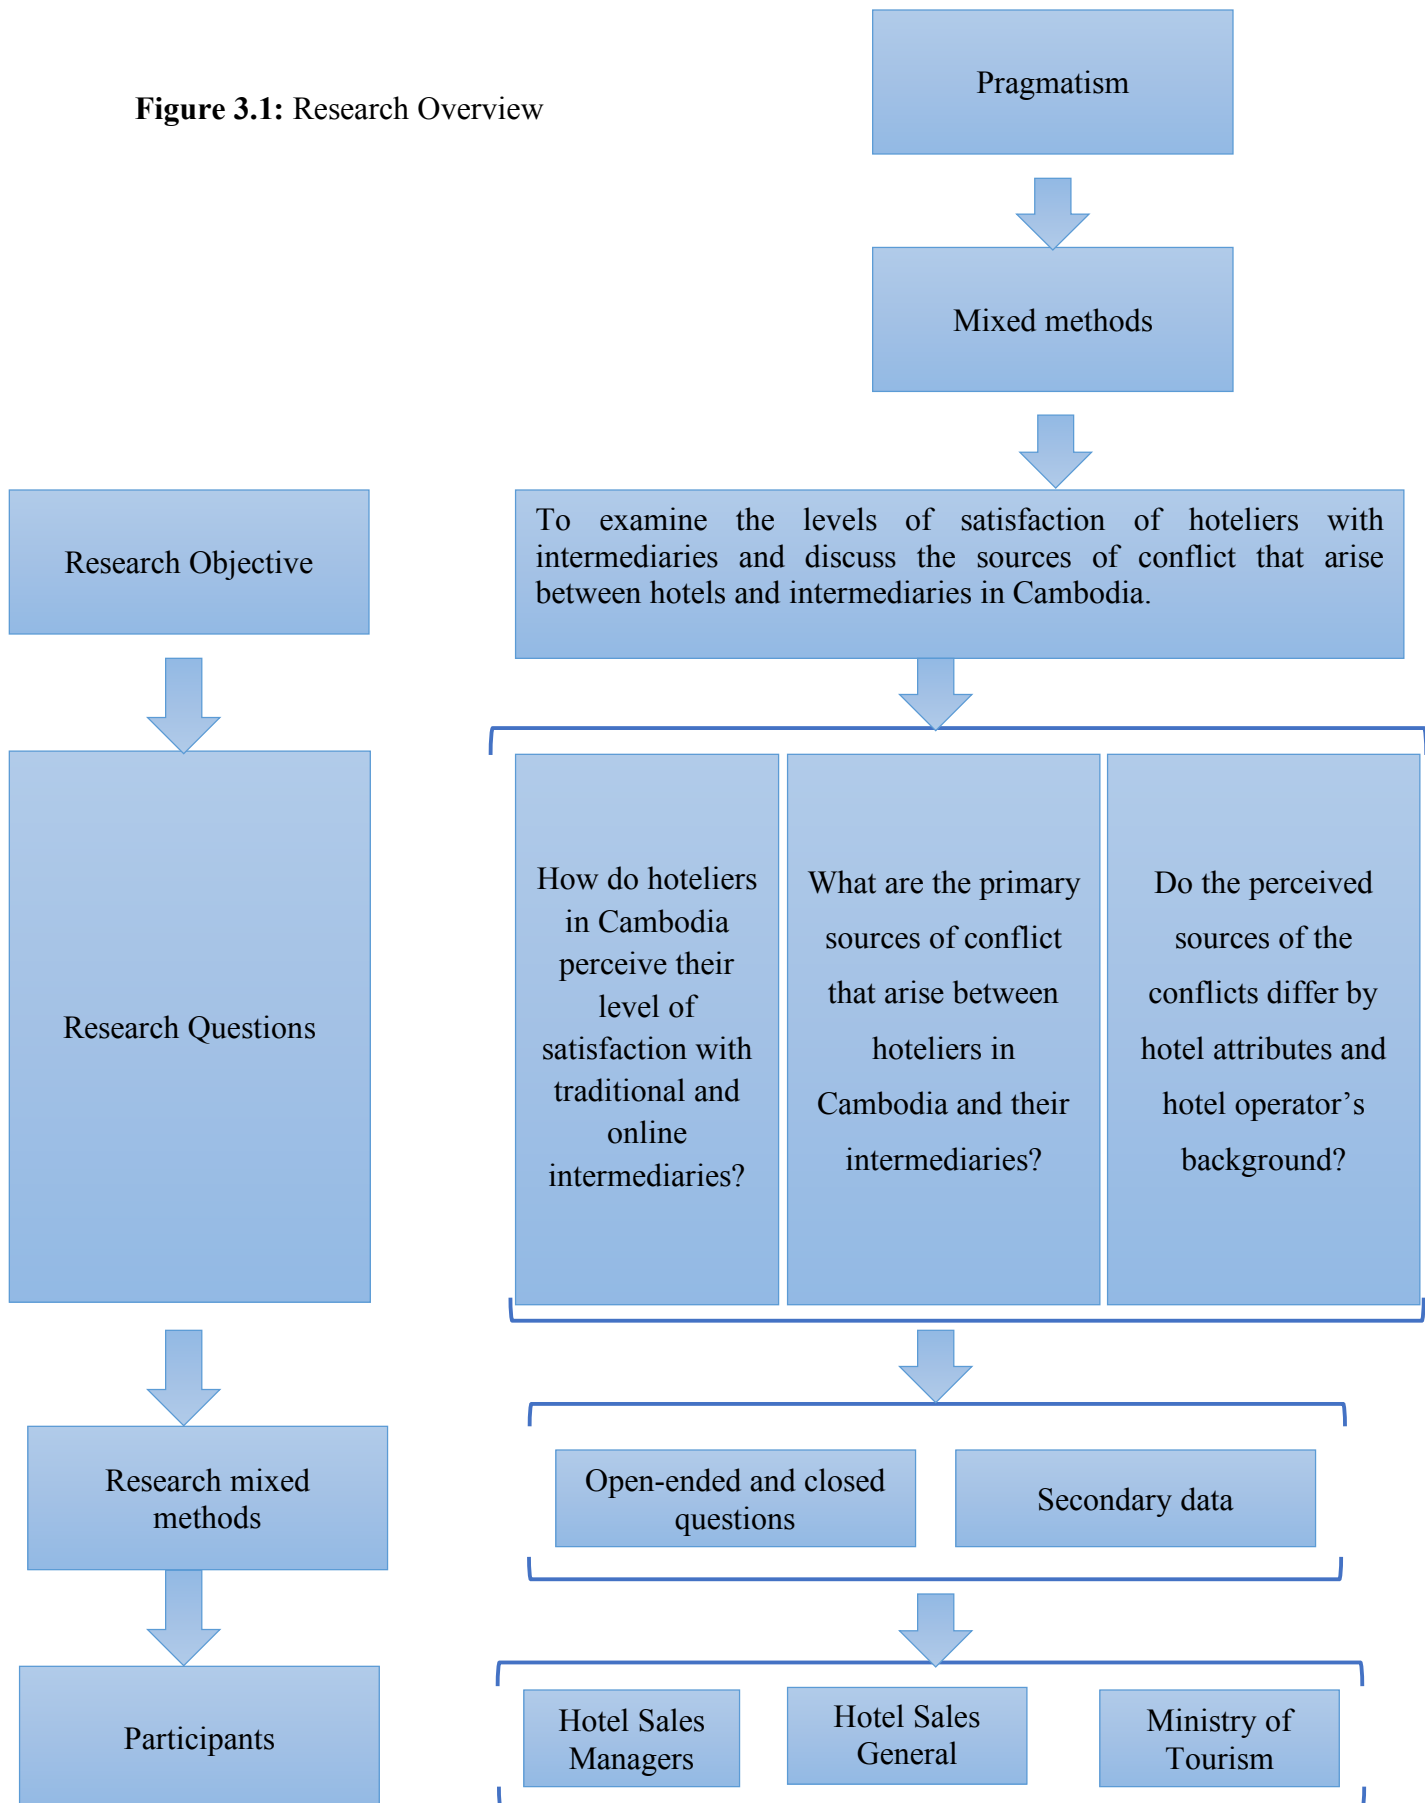 Pragmatism
Figure 3.1: Research Overview
Mixed methods
Research Objective
To examine the levels of satisfaction of hoteliers with
intermediaries and discuss the sources of conflict that arise
between hotels and intermediaries in Cambodia.
Research Questions
How do hoteliers
in Cambodia
perceive their
level of
satisfaction with
traditional and
online
intermediaries?
What are the primary
sources of conflict
that arise between
hoteliers in
Cambodia and their
intermediaries?
Do the perceived
sources of the
conflicts differ by
hotel attributes and
hotel operator’s
background?
Research mixed
methods
Open-ended and closed
questions
Secondary data
Participants
Hotel Sales
Managers
Hotel Sales
General
Ministry of
Tourism